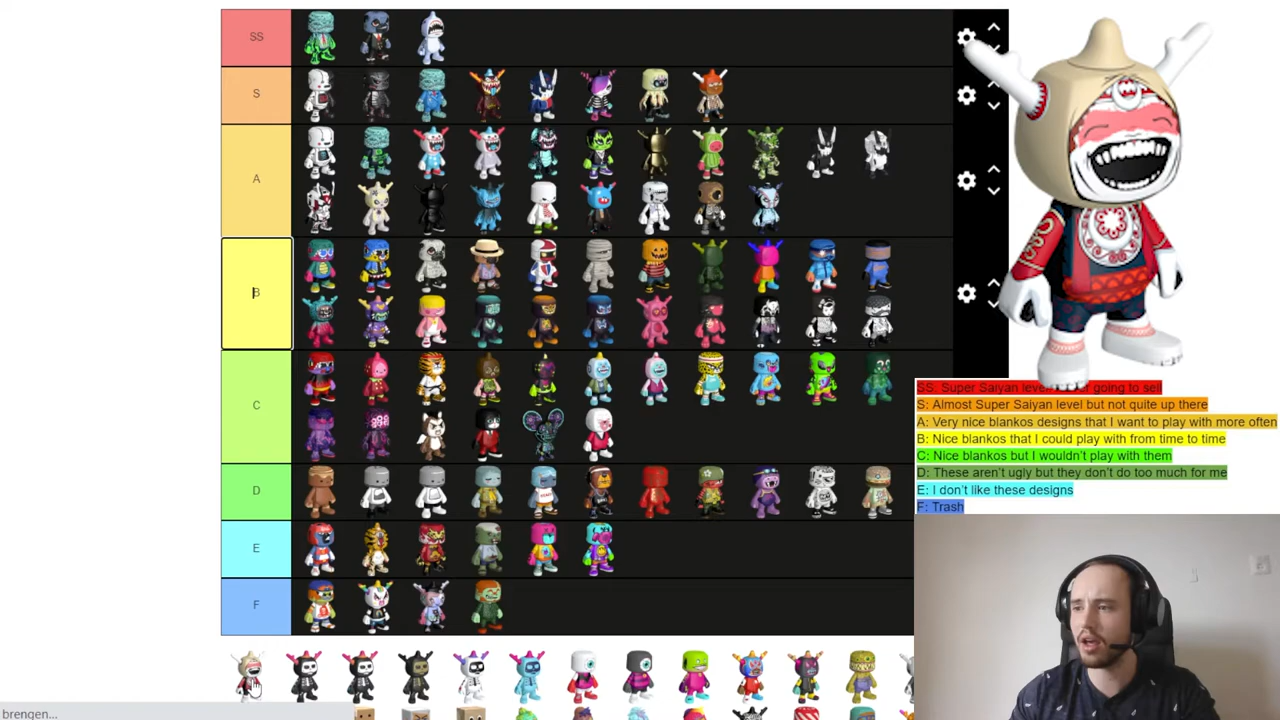 SS
S
A
B
C
D
E
F
SS: Super Saiyan level going to sell
S: Almost Super Saiyan level but not quite up there
A: Very nice blankos designs that I want to play with more often
B: Nice blankos that I could play with from time to time
C: Nice blankos but I wouldn't play with them
D: These aren't ugly but they don't do too much for me
E: I don't like these designs
F: Trash
brengen...